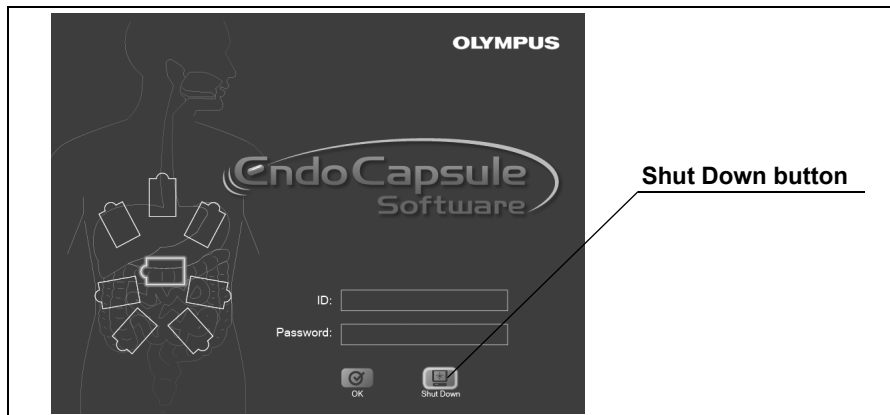 OLYMPUS
EndoCapsule
Software
Shut Down button
ID:
Password:
OK
Shut Down